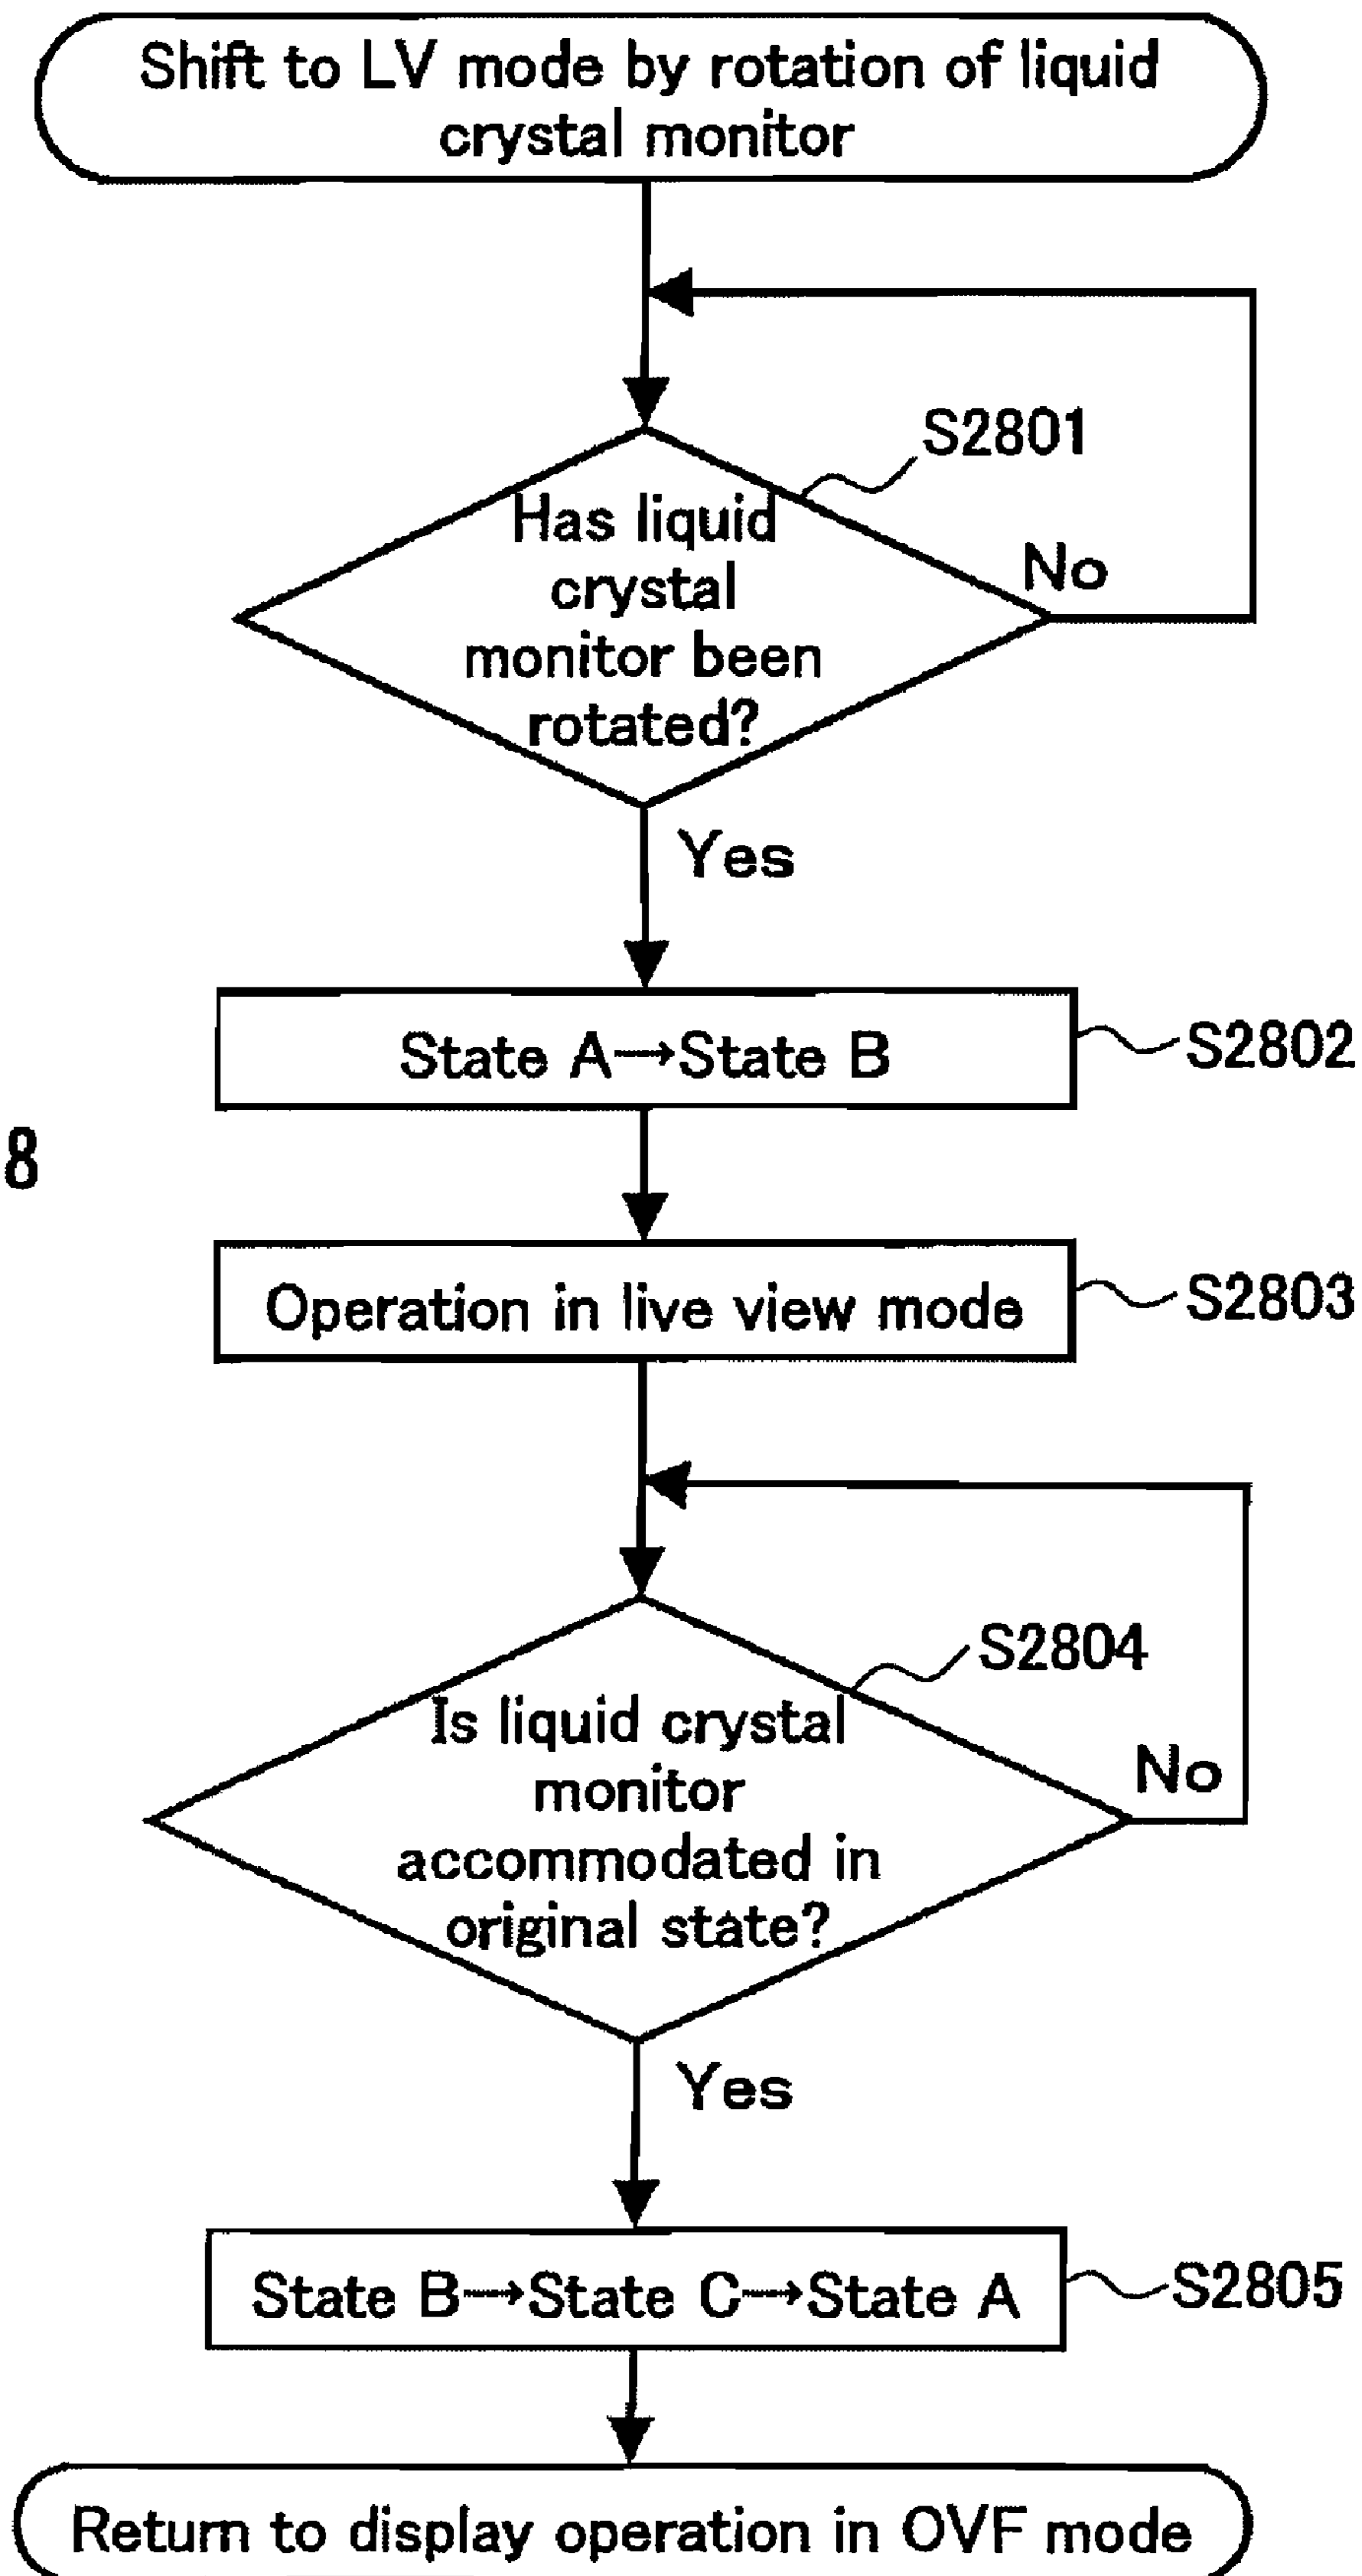 Shift to LV mode by rotation of liquid
crystal monitor
S2801
Has liquid
crystal
monitor been
rotated?
No
Yes
State A→State B
S2802
8
Operation in live view mode
S2803
S2804
Is liquid crystal
monitor
accommodated in
original state?
No
Yes
State B→State C→State A
S2805
Return to display operation in OVF mode